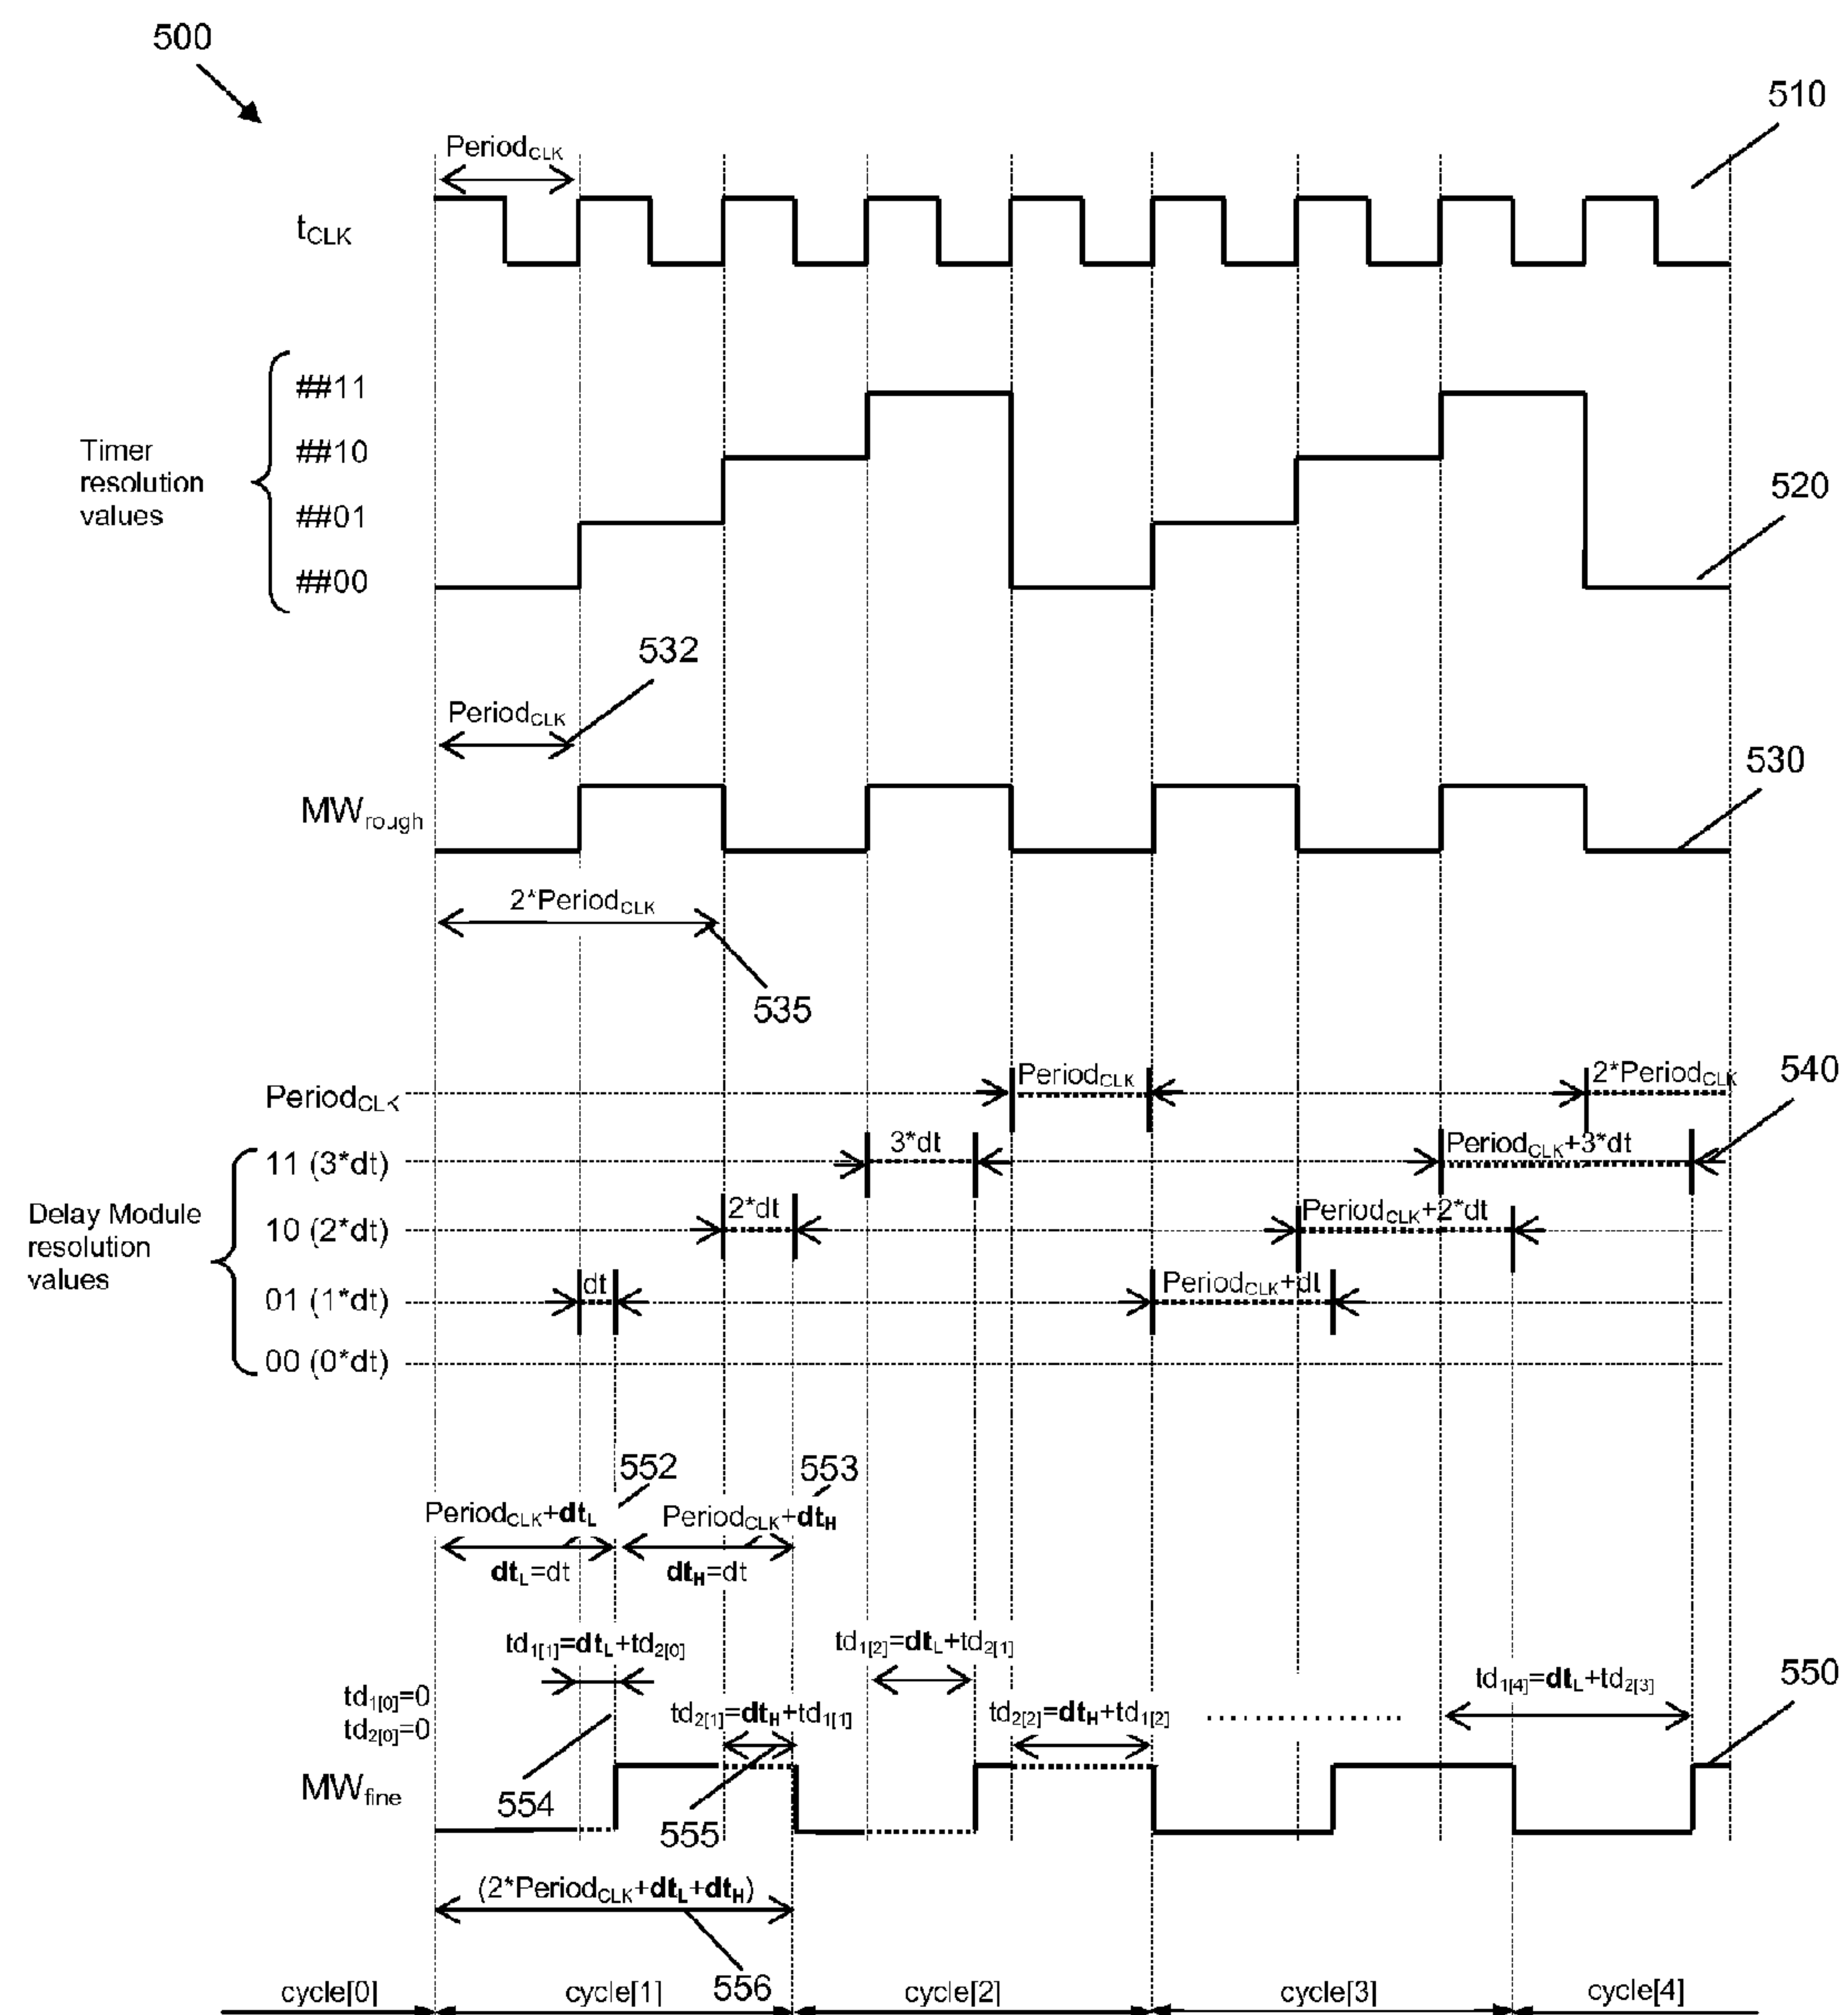 500
510
Period_CLK
t_CLK
##11
##10
##01
##00
Timer
resolution
values
520
532
Period_CLK
530
MW_rough
2*Period_CLK
535
Period_CLK
Period_CLK
2*Period_CLK
540
11 (3*dt)
3*dt
Period_CLK+3*dt
Delay Module
resolution
values
10 (2*dt)
2*dt
Period_CLK+2*dt
01 (1*dt)
dt
Period_CLK+dt
00 (0*dt)
552
553
Period_CLK+dt_L
Period_CLK+dt_H
dt_L=dt
dt_H=dt
td_1[1]=dt_L+td_2[0]
td_1[2]=dt_L+td_2[1]
td_1[4]=dt_L+td_2[3]
550
td_1[0]=0
td_2[0]=0
td_2[1]=dt_H+td_1[1]
td_2[2]=dt_H+td_1[2]
MW_fine
554
555
(2*Period_CLK+dt_L+dt_H)
556
cycle[0]
cycle[1]
cycle[2]
cycle[3]
cycle[4]